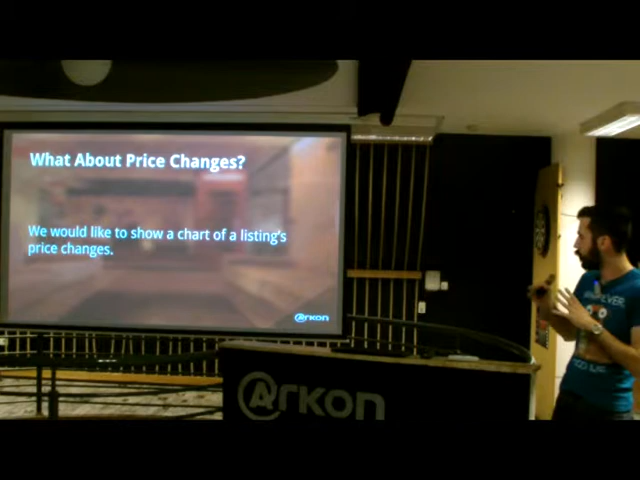 What About Price Changes?
We would like to show a chart of a listing's
price changes.
Arkon
Arkon